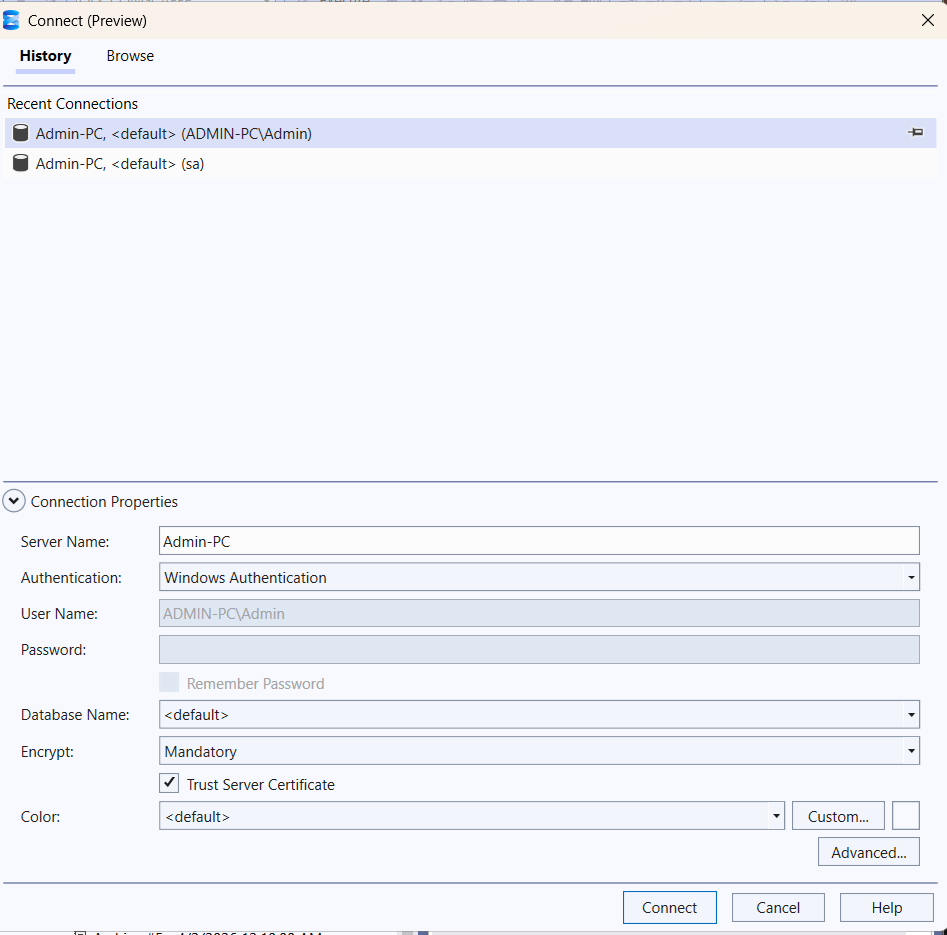 Connect (Preview)
History Browse
Recent Connections
Admin-PC, <default> (ADMIN-PC\Admin)
Admin-PC, <default> (sa)
Connection Properties
Server Name: Admin-PC
Authentication: Windows Authentication
User Name: ADMIN-PC\Admin
Password:
Remember Password
Database Name: <default>
Encrypt: Mandatory
Trust Server Certificate
Color: <default> Custom...
Advanced...
Connect Cancel Help